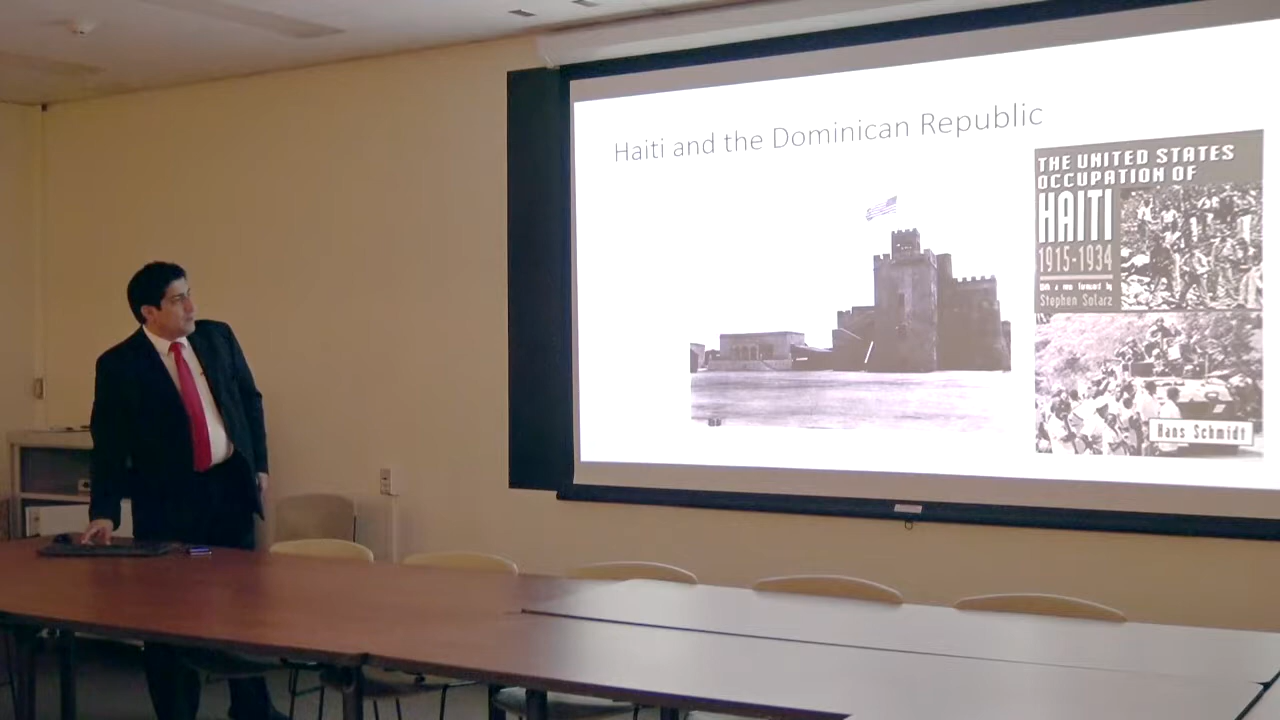 Haiti and the Dominican Republic
THE UNITED STATES
OCCUPATION OF
HAITI
1915-1934
With a new foreword by
Stephen Solarz
Hans Schmidt